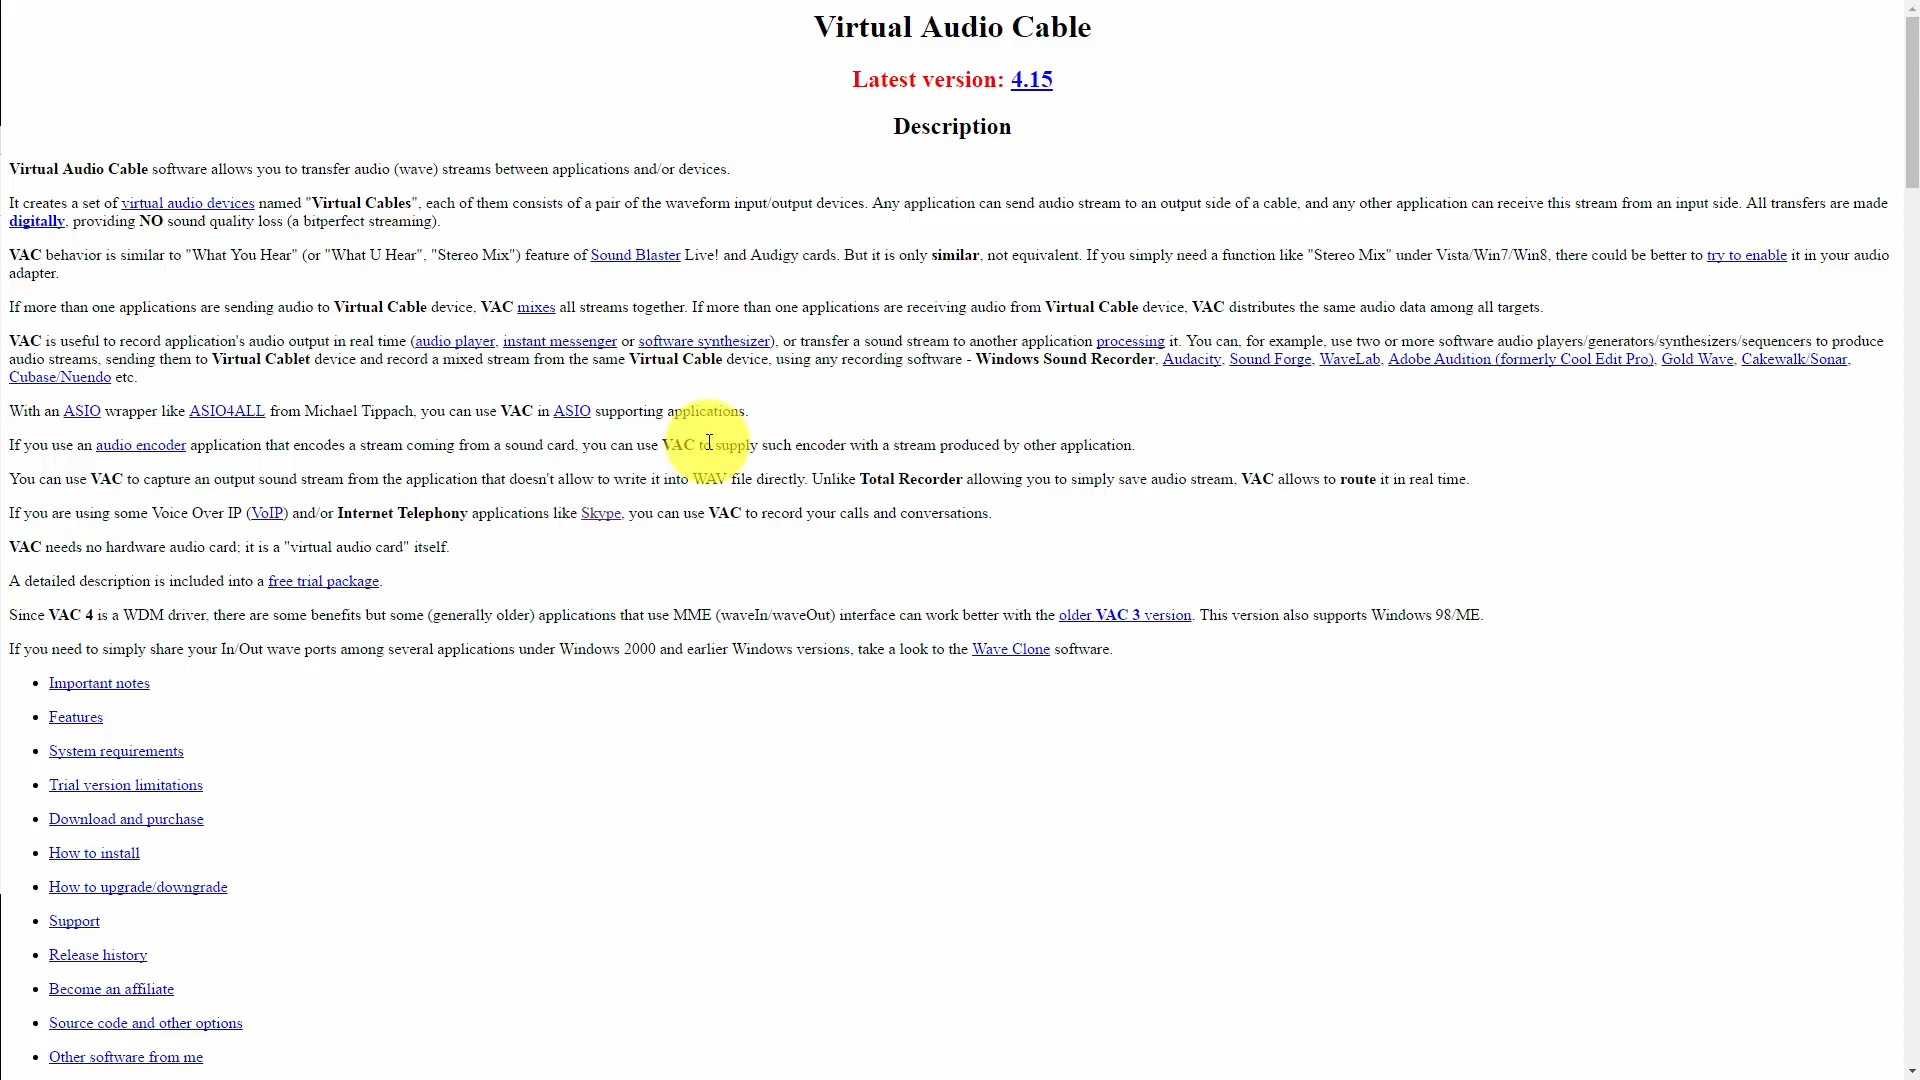 Virtual Audio Cable
Latest version: 4.15
Description
Virtual Audio Cable software allows you to transfer audio (wave) streams between applications and/or devices.
It creates a set of virtual audio devices named "Virtual Cables", each of them consists of a pair of the waveform input/output devices. Any application can send audio stream to an output side of a cable, and any other application can receive this stream from an input side. All transfers are made
digitally, providing NO sound quality loss (a bitperfect streaming).
VAC behavior is similar to "What You Hear" (or "What U Hear", "Stereo Mix") feature of Sound Blaster Live! and Audigy cards. But it is only similar, not equivalent. If you simply need a function like "Stereo Mix" under Vista/Win7/Win8, there could be better to try to enable it in your audio
adapter.
If more than one applications are sending audio to Virtual Cable device, VAC mixes all streams together. If more than one applications are receiving audio from Virtual Cable device, VAC distributes the same audio data among all targets.
VAC is useful to record application's audio output in real time (audio player, instant messenger or software synthesizer), or transfer a sound stream to another application processing it. You can, for example, use two or more software audio players/generators/synthesizers/sequencers to produce
audio streams, sending them to Virtual Cablet device and record a mixed stream from the same Virtual Cable device, using any recording software - Windows Sound Recorder, Audacity, Sound Forge, WaveLab, Adobe Audition (formerly Cool Edit Pro), Gold Wave, Cakewalk/Sonar,
Cubase/Nuendo etc.
With an ASIO wrapper like ASIO4ALL from Michael Tippach, you can use VAC in ASIO supporting applications.
If you use an audio encoder application that encodes a stream coming from a sound card, you can use VAC to supply such encoder with a stream produced by other application.
You can use VAC to capture an output sound stream from the application that doesn't allow to write it into WAV file directly. Unlike Total Recorder allowing you to simply save audio stream, VAC allows to route it in real time.
If you are using some Voice Over IP (VoIP) and/or Internet Telephony applications like Skype, you can use VAC to record your calls and conversations.
VAC needs no hardware audio card; it is a "virtual audio card" itself.
A detailed description is included into a free trial package.
Since VAC 4 is a WDM driver, there are some benefits but some (generally older) applications that use MME (waveIn/waveOut) interface can work better with the older VAC 3 version. This version also supports Windows 98/ME.
If you need to simply share your In/Out wave ports among several applications under Windows 2000 and earlier Windows versions, take a look to the Wave Clone software.
• Important notes
• Features
• System requirements
• Trial version limitations
• Download and purchase
• How to install
• How to upgrade/downgrade
• Support
• Release history
• Become an affiliate
• Source code and other options
• Other software from me